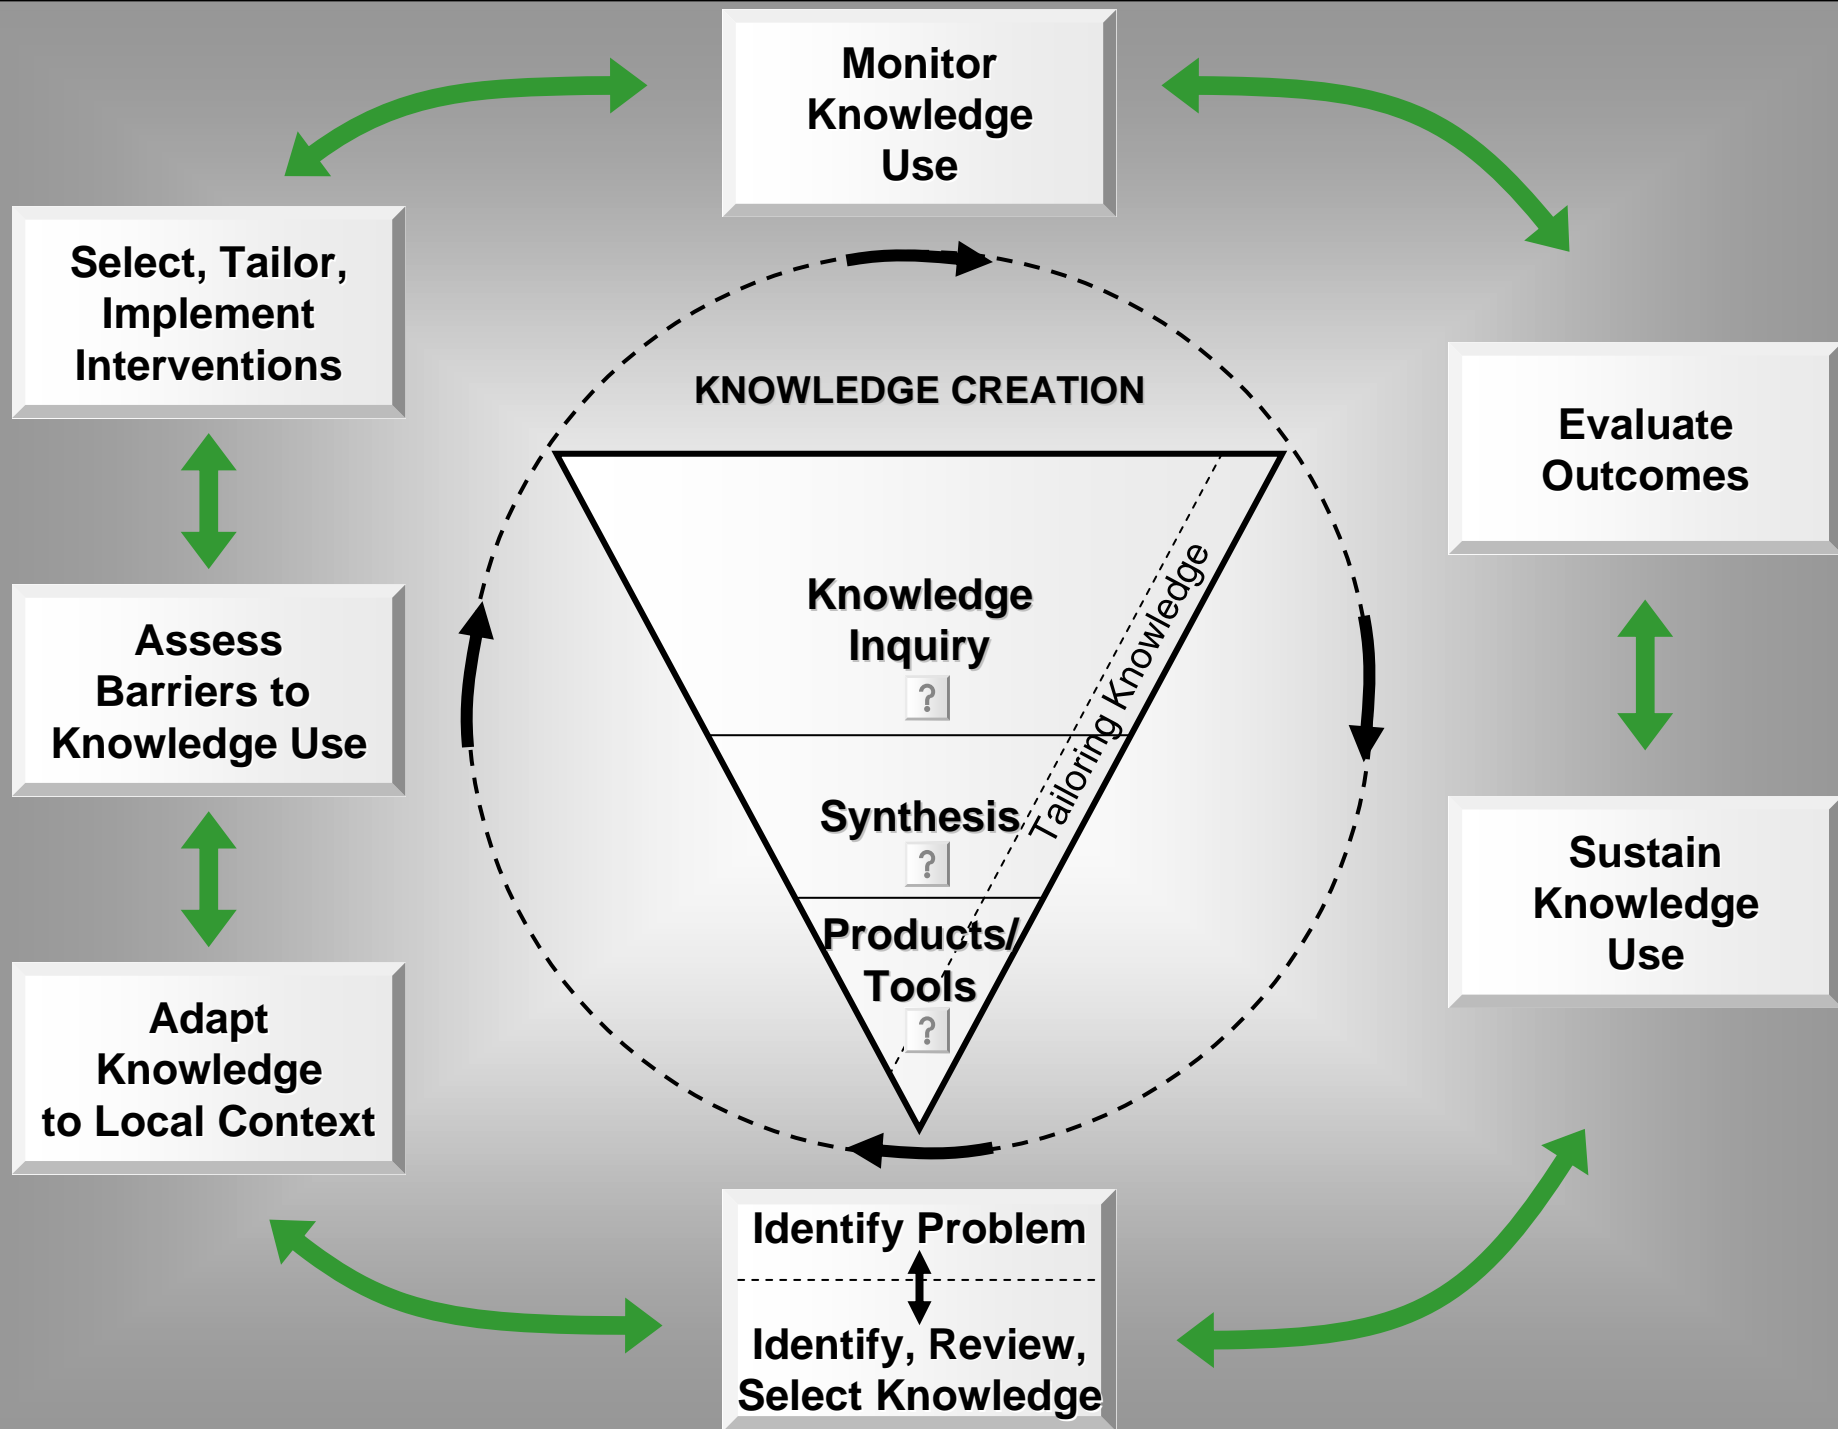 Monitor
Knowledge
Use
Select, Tailor,
Implement
Interventions
KNOWLEDGE CREATION
Evaluate
Outcomes
Knowledge
Inquiry
?
Tailoring Knowledge
Assess
Barriers to
Knowledge Use
Synthesis
?
Sustain
Knowledge
Use
Products/
Tools
?
Adapt
Knowledge
to Local Context
Identify Problem
Identify, Review,
Select Knowledge